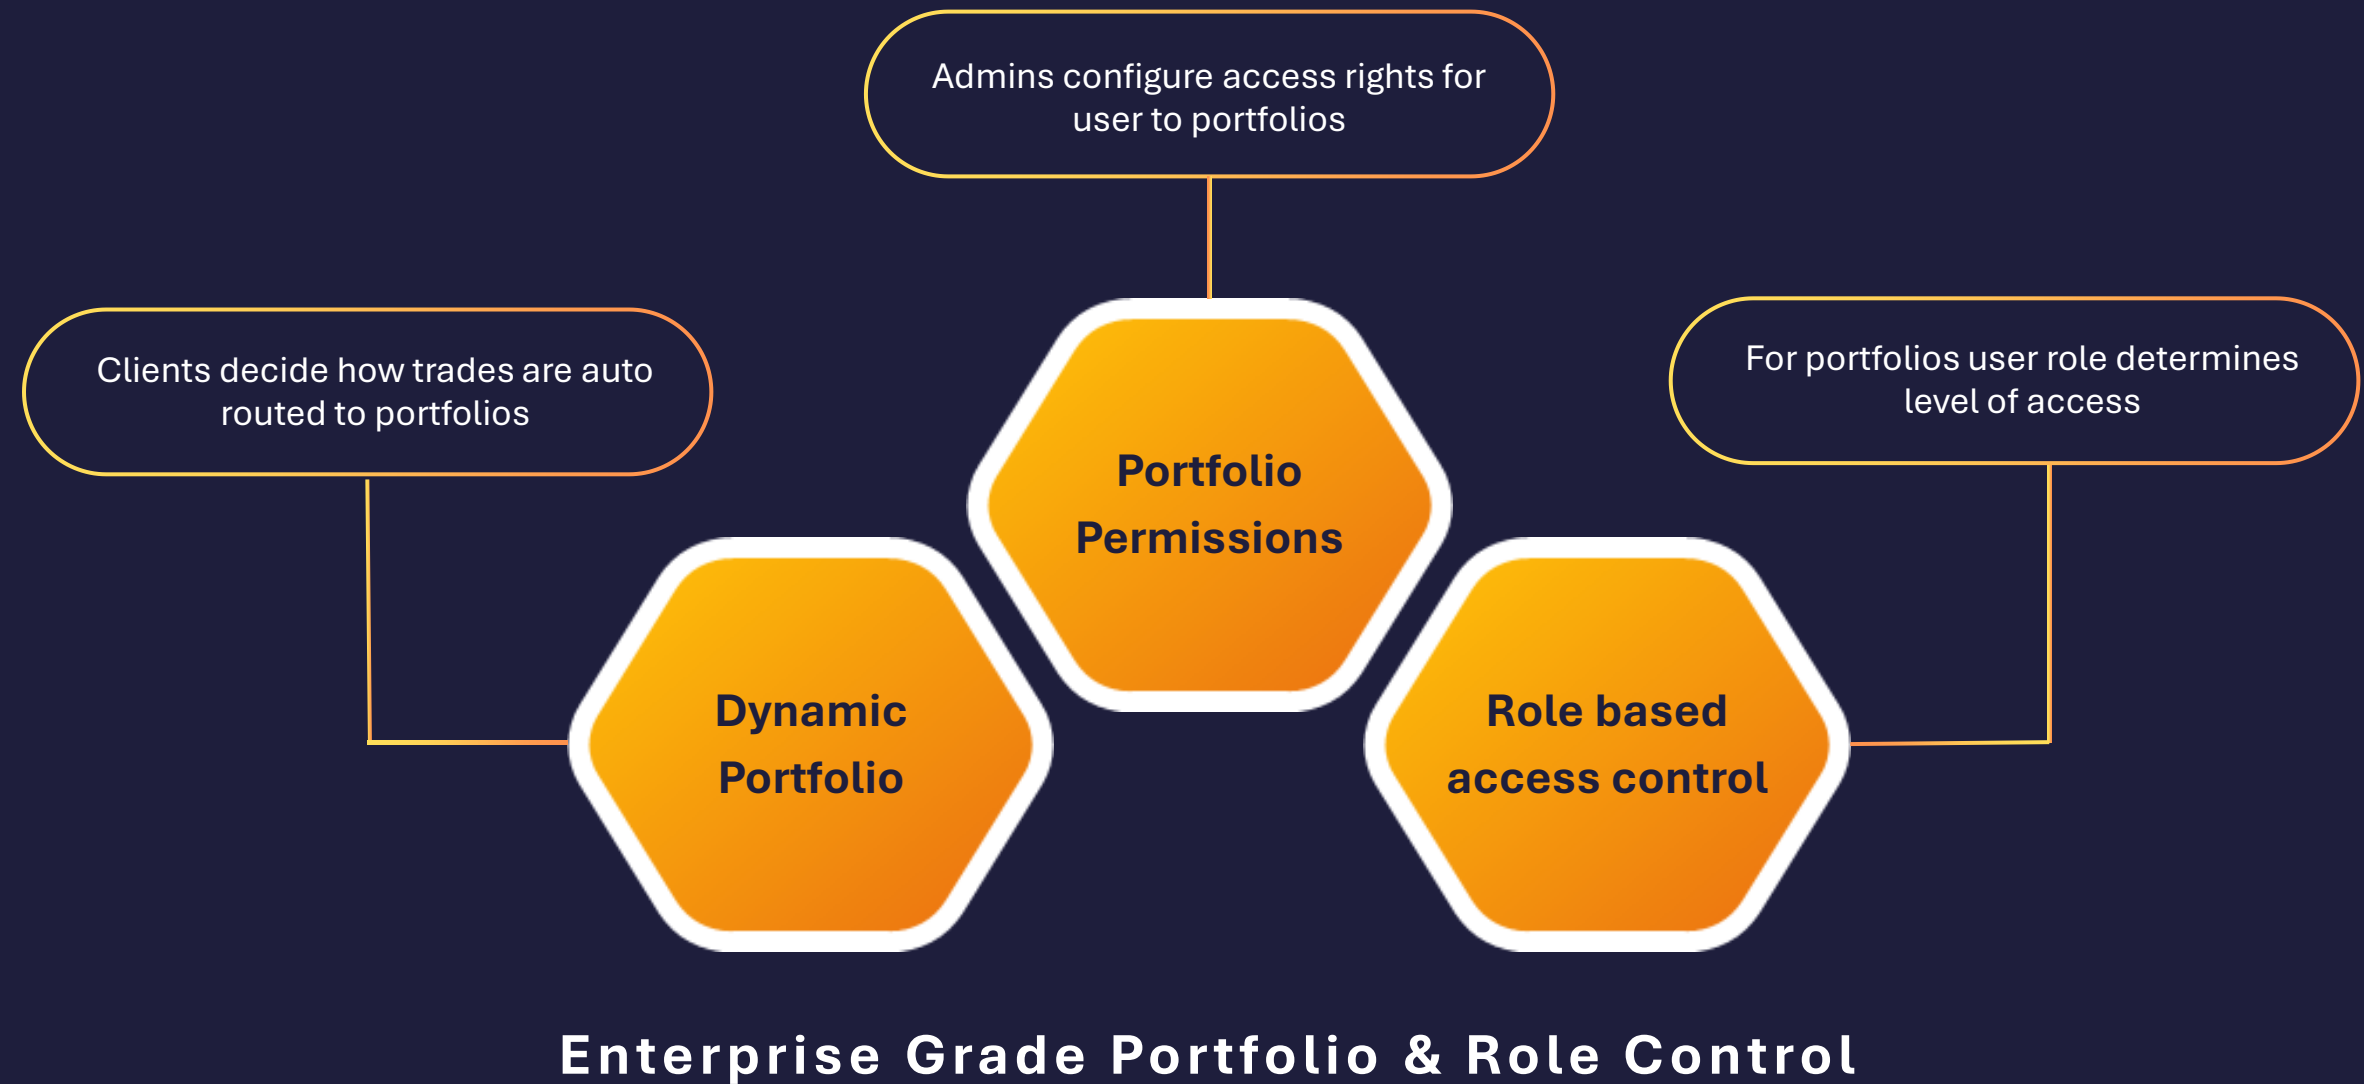 Admins configure access rights for
user to portfolios
Clients decide how trades are auto
routed to portfolios
For portfolios user role determines
level of access
Portfolio
Permissions
Dynamic
Portfolio
Role based
access control
Enterprise Grade Portfolio & Role Control